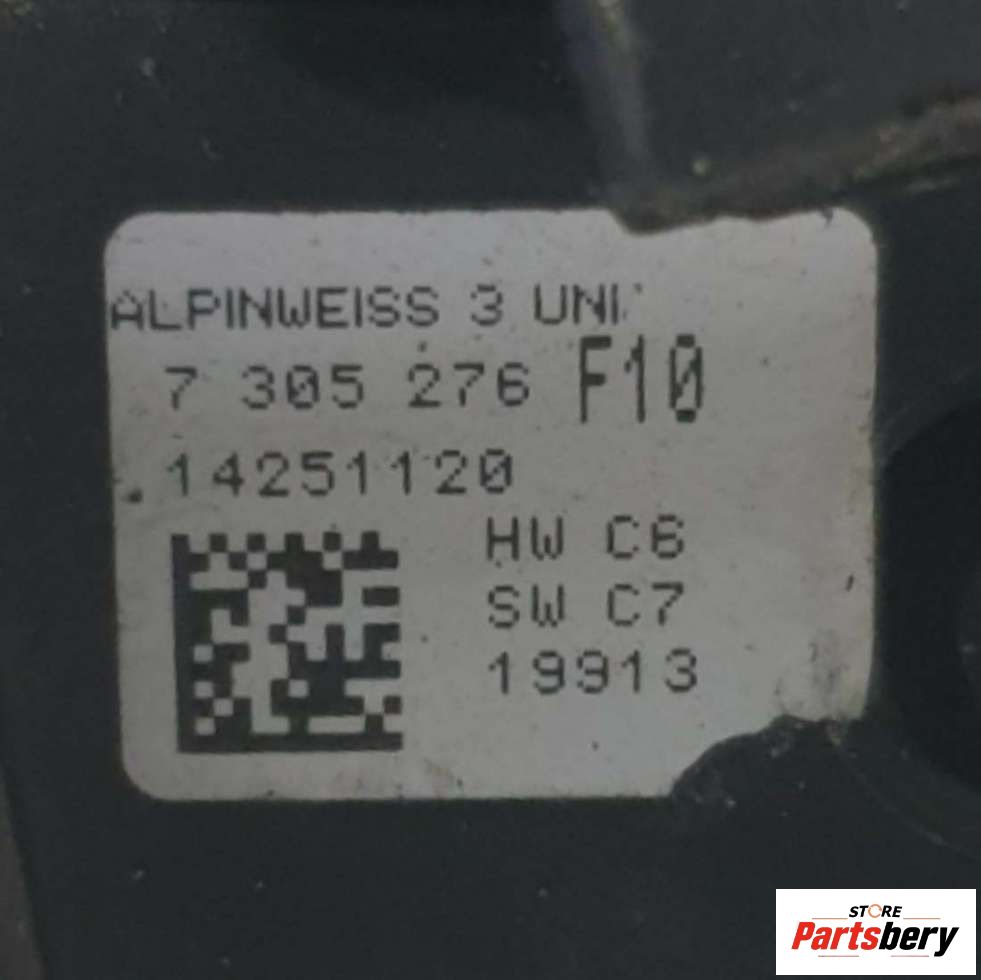 ALPINWEISS 3 UNI
7 305 276 F10
.14251120
HW C6
SW C7
19913
STORE
Partsbery